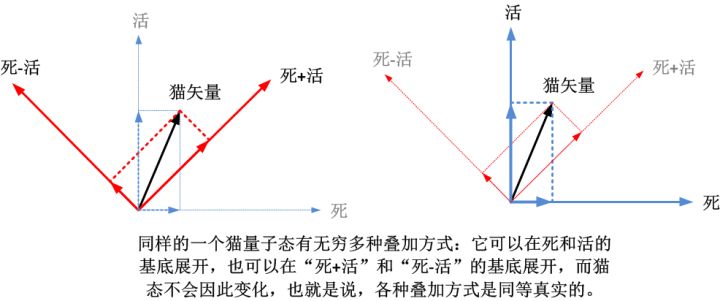 活
死-活
猫矢量
死+活
死
活
死-活
猫矢量
死+活
死
同样的一个猫量子态有无穷多种叠加方式：它可以在死和活的
基底展开，也可以在“死+活”和“死-活”的基底展开，而猫
态不会因此变化，也就是说，各种叠加方式是同等真实的。